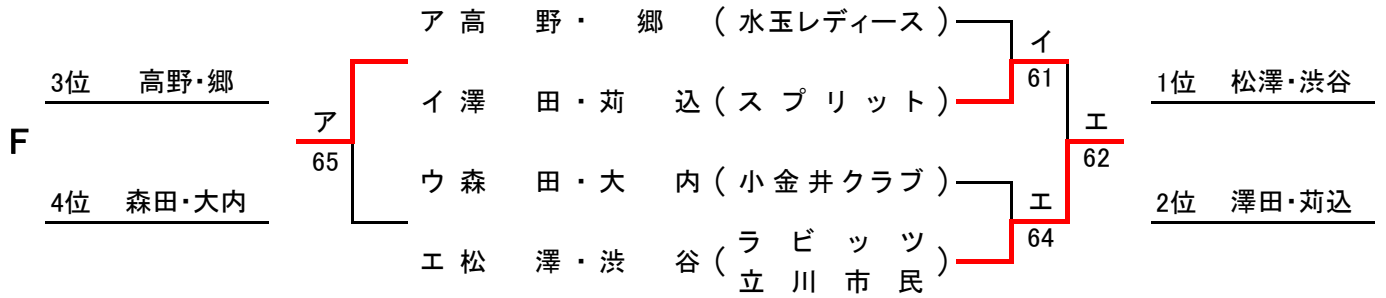 ア 高野・郷 (水玉レディース)
イ
3位 高野・郷
61
1位 松澤・渋谷
イ 澤田・苅込 (スプリット)
ア
エ
F
65
62
ウ 森田・大内 (小金井クラブ)
4位 森田・大内
エ
2位 澤田・苅込
64
エ 松澤・渋谷 (ラビッツ
立川市民)